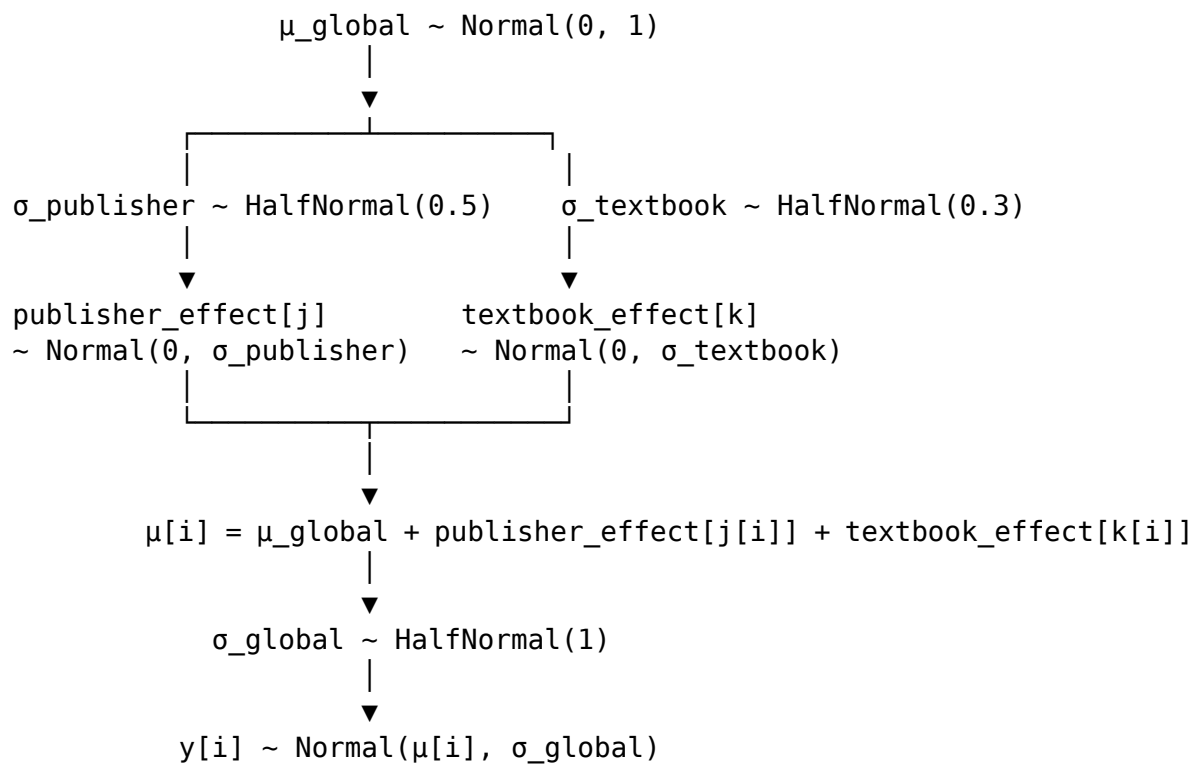 μ_global ~ Normal(0, 1)
σ_publisher ~ HalfNormal(0.5) σ_textbook ~ HalfNormal(0.3)
publisher_effect[j] textbook_effect[k]
~ Normal(0, σ_publisher) ~ Normal(0, σ_textbook)
μ[i] = μ_global + publisher_effect[j[i]] + textbook_effect[k[i]]
σ_global ~ HalfNormal(1)
y[i] ~ Normal(μ[i], σ_global)